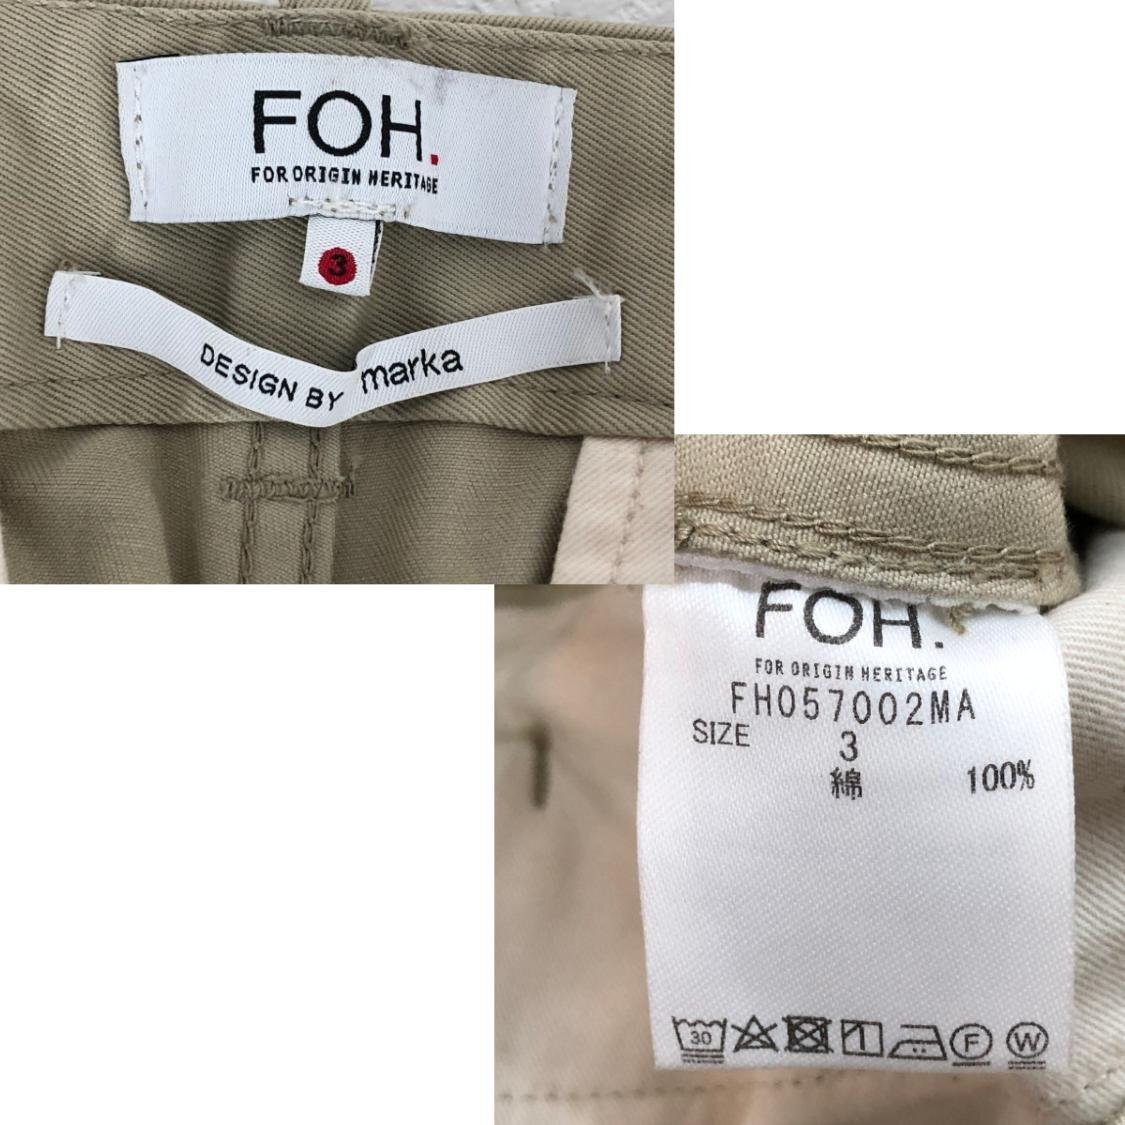 FOH.
FOR ORIGIN HERITAGE
3
DESIGN BY marka
FOH.
FOR ORIGIN HERITAGE
FH057002MA
SIZE 3
綿 100%
30 F W